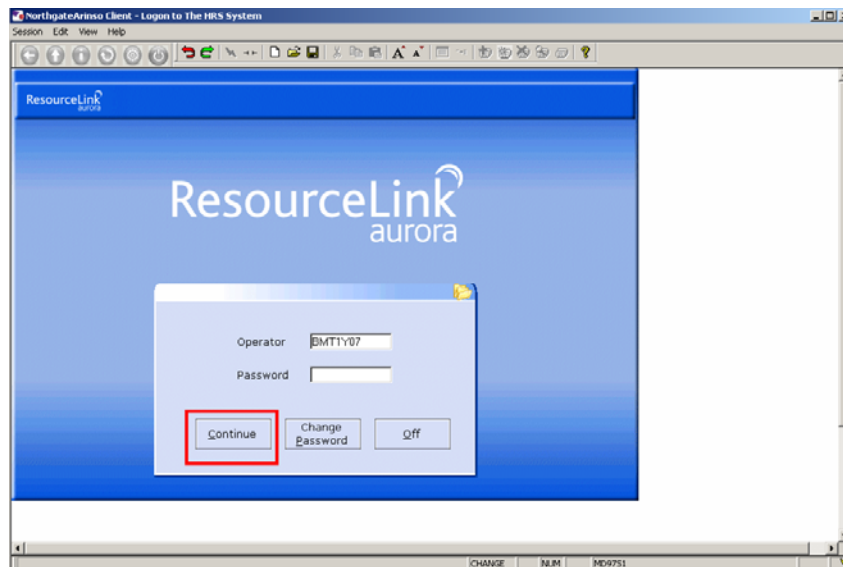 NorthgateArinso Client - Logon to The HRS System
Session Edit View Help
ResourceLink
aurora
ResourceLink
aurora
Operator BMT1Y07
Password
Continue
Change
Password
Off
CHANGE NUM MD9751